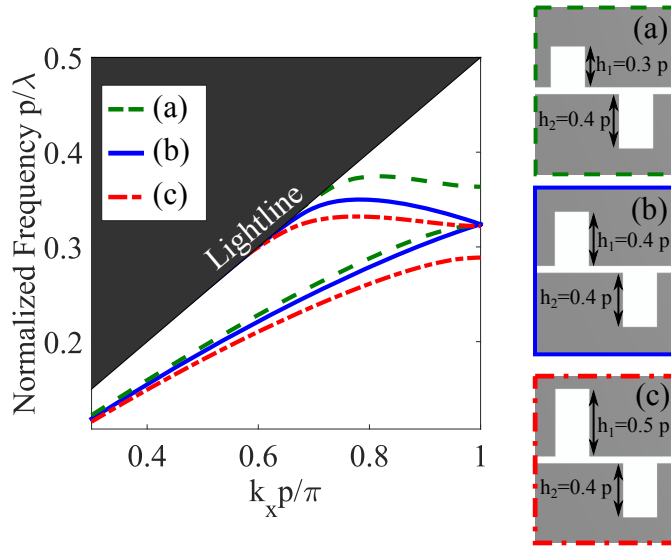 Normalized Frequency p/λ
0.5
0.4
0.3
0.2
(a)
(b)
(c)
Lightline
0.4
0.6
0.8
1
kₓp/π
(a)
h₁=0.3 p
h₂=0.4 p
(b)
h₁=0.4 p
h₂=0.4 p
(c)
h₁=0.5 p
h₂=0.4 p